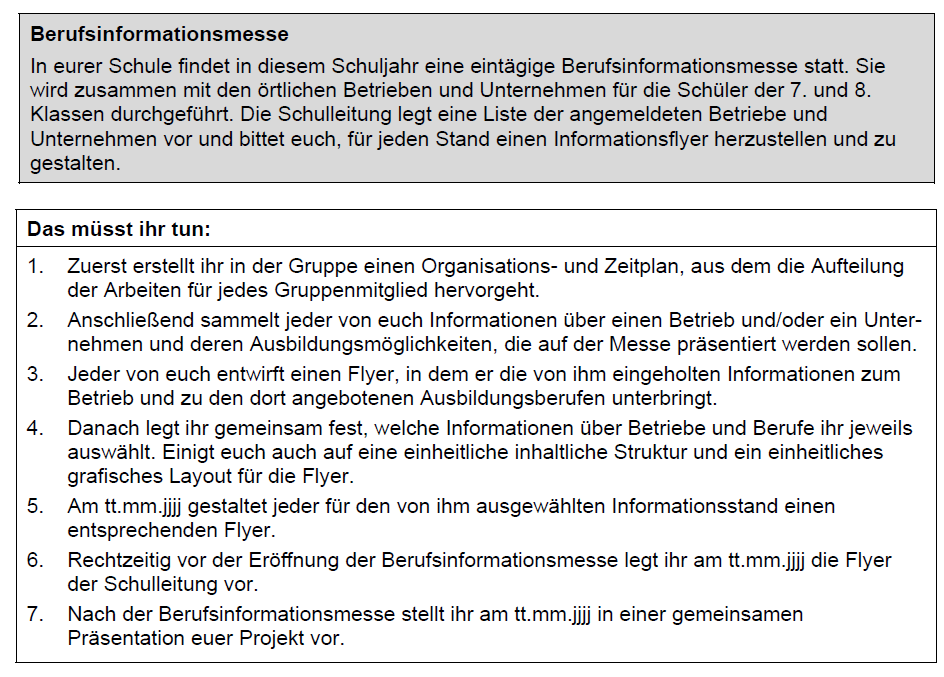 Berufsinformationsmesse
In eurer Schule findet in diesem Schuljahr eine eintägige Berufsinformationsmesse statt. Sie
wird zusammen mit den örtlichen Betrieben und Unternehmen für die Schüler der 7. und 8.
Klassen durchgeführt. Die Schulleitung legt eine Liste der angemeldeten Betriebe und
Unternehmen vor und bittet euch, für jeden Stand einen Informationsflyer herzustellen und zu
gestalten.
Das müsst ihr tun:
1. Zuerst erstellt ihr in der Gruppe einen Organisations- und Zeitplan, aus dem die Aufteilung
der Arbeiten für jedes Gruppenmitglied hervorgeht.
2. Anschließend sammelt jeder von euch Informationen über einen Betrieb und/oder ein Unter-
nehmen und deren Ausbildungsmöglichkeiten, die auf der Messe präsentiert werden sollen.
3. Jeder von euch entwirft einen Flyer, in dem er die von ihm eingeholten Informationen zum
Betrieb und zu den dort angebotenen Ausbildungsberufen unterbringt.
4. Danach legt ihr gemeinsam fest, welche Informationen über Betriebe und Berufe ihr jeweils
auswählt. Einigt euch auch auf eine einheitliche inhaltliche Struktur und ein einheitliches
grafisches Layout für die Flyer.
5. Am tt.mm.jjjj gestaltet jeder für den von ihm ausgewählten Informationsstand einen
entsprechenden Flyer.
6. Rechtzeitig vor der Eröffnung der Berufsinformationsmesse legt ihr am tt.mm.jjjj die Flyer
der Schulleitung vor.
7. Nach der Berufsinformationsmesse stellt ihr am tt.mm.jjjj in einer gemeinsamen
Präsentation euer Projekt vor.